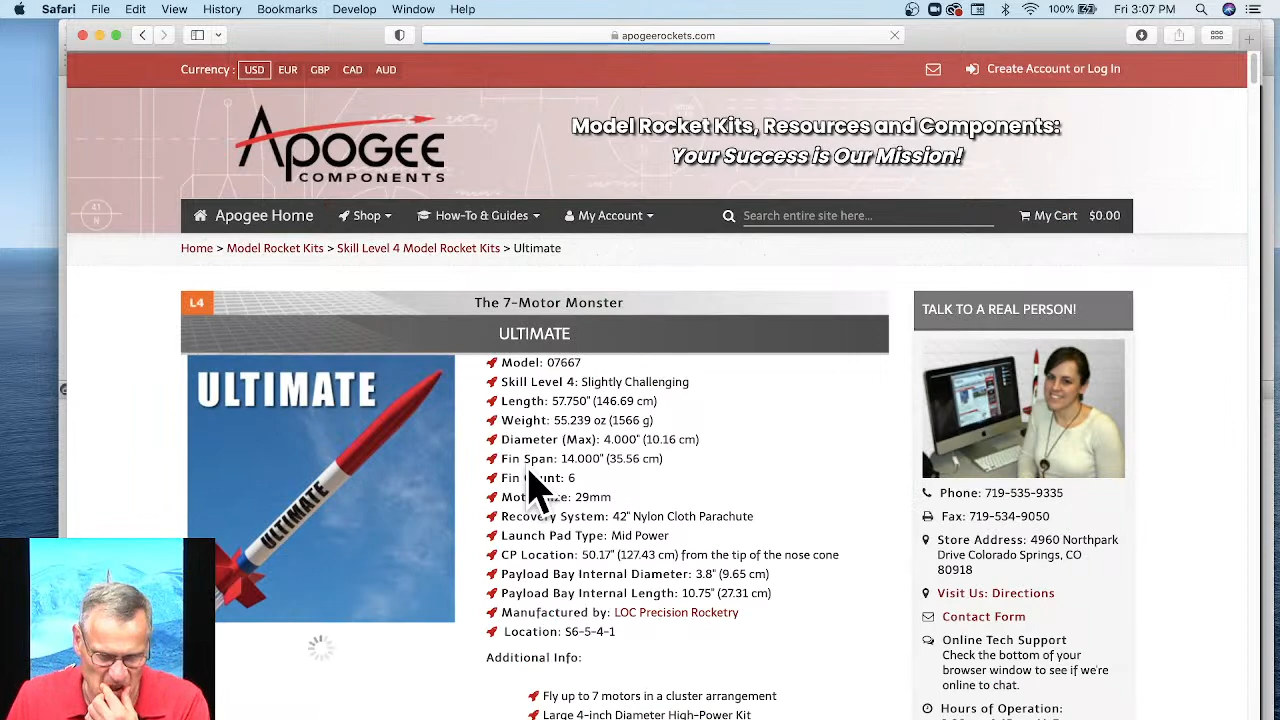 Safari File Edit View History Bookmarks Develop Window Help 100% Fri 3:07 PM
apogeerockets.com
Currency : USD EUR GBP CAD AUD Create Account or Log In
APOGEE
COMPONENTS
Model Rocket Kits, Resources and Components:
Your Success is Our Mission!
41
N
Apogee Home Shop How-To & Guides My Account Search entire site here... My Cart $0.00
Home > Model Rocket Kits > Skill Level 4 Model Rocket Kits > Ultimate
L4 The 7-Motor Monster
ULTIMATE
ULTIMATE
ULTIMATE
Model: 07667
Skill Level 4: Slightly Challenging
Length: 57.750" (146.69 cm)
Weight: 55.239 oz (1566 g)
Diameter (Max): 4.000" (10.16 cm)
Fin Span: 14.000" (35.56 cm)
Fin unt: 6
Mot ize: 29mm
Recovery System: 42" Nylon Cloth Parachute
Launch Pad Type: Mid Power
CP Location: 50.17" (127.43 cm) from the tip of the nose cone
Payload Bay Internal Diameter: 3.8" (9.65 cm)
Payload Bay Internal Length: 10.75" (27.31 cm)
Manufactured by: LOC Precision Rocketry
Location: S6-5-4-1
Additional Info:
Fly up to 7 motors in a cluster arrangement
Large 4-inch Diameter High-Power Kit
TALK TO A REAL PERSON!
Phone: 719-535-9335
Fax: 719-534-9050
Store Address: 4960 Northpark
Drive Colorado Springs, CO
80918
Visit Us: Directions
Contact Form
Online Tech Support
Check the bottom of your
browser window to see if we're
online to chat.
Hours of Operation: